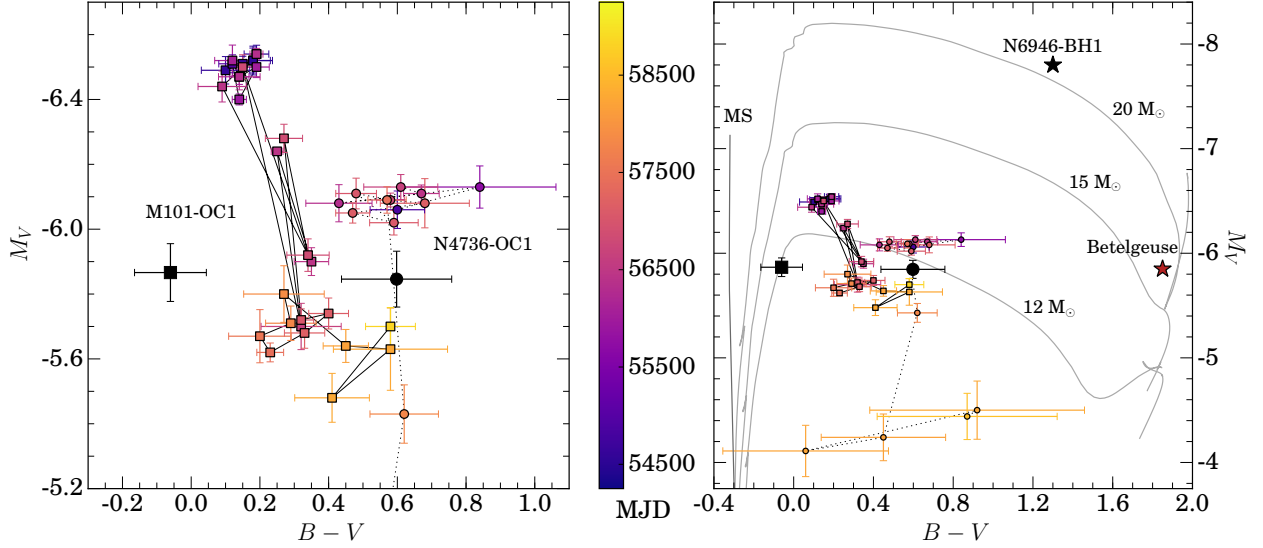 M101-OC1
N4736-OC1
-6.4
-6.0
-5.6
-5.2
M_V
-0.2
0.0
0.2
0.4
0.6
0.8
1.0
B − V
58500
57500
56500
55500
54500
MJD
MS
N6946-BH1
20 M☉
15 M☉
Betelgeuse
12 M☉
-8
-7
-6
-5
-4
M_V
-0.4
0.0
0.4
0.8
1.2
1.6
2.0
B − V